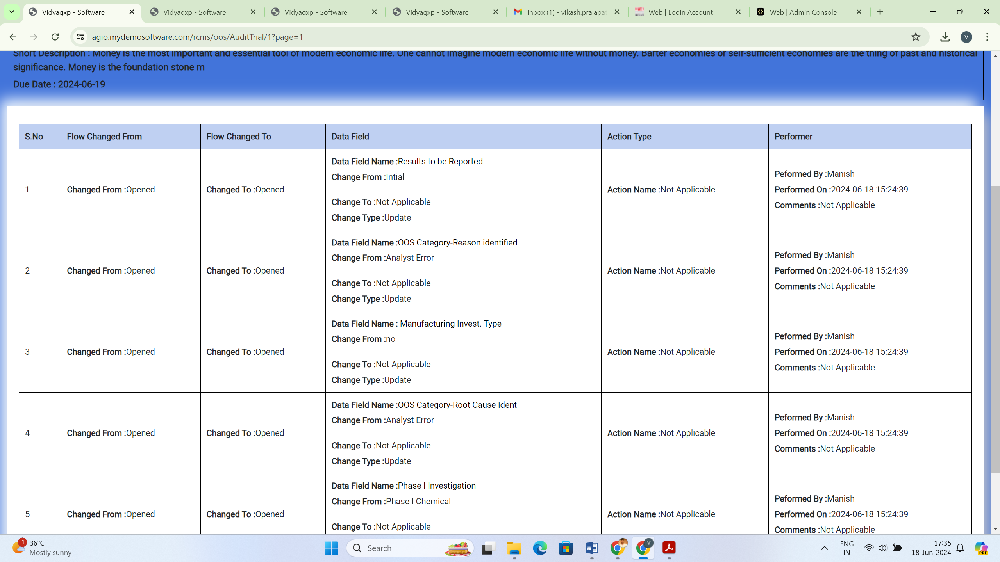 Vidyagxp - Software
Vidyagxp - Software
Vidyagxp - Software
Vidyagxp - Software
Inbox (1) - vikash.prajapat
Web | Login Account
Web | Admin Console
agio.mydemosoftware.com/rcms/oos/AuditTrial/1?page=1
V
Short Description : Money is the most important and essential tool of modern economic life. One cannot imagine modern economic life without money. Barter economies or self-sufficient economies are the thing of past and historical
significance. Money is the foundation stone m
Due Date : 2024-06-19
S.No Flow Changed From Flow Changed To Data Field Action Type Performer
1
Changed From :Opened
Changed To :Opened
Data Field Name :Results to be Reported.
Change From :Intial
Change To :Not Applicable
Change Type :Update
Action Name :Not Applicable
Peformed By :Manish
Performed On :2024-06-18 15:24:39
Comments :Not Applicable
2
Changed From :Opened
Changed To :Opened
Data Field Name :OOS Category-Reason identified
Change From :Analyst Error
Change To :Not Applicable
Change Type :Update
Action Name :Not Applicable
Peformed By :Manish
Performed On :2024-06-18 15:24:39
Comments :Not Applicable
3
Changed From :Opened
Changed To :Opened
Data Field Name : Manufacturing Invest. Type
Change From :no
Change To :Not Applicable
Change Type :Update
Action Name :Not Applicable
Peformed By :Manish
Performed On :2024-06-18 15:24:39
Comments :Not Applicable
4
Changed From :Opened
Changed To :Opened
Data Field Name :OOS Category-Root Cause Ident
Change From :Analyst Error
Change To :Not Applicable
Change Type :Update
Action Name :Not Applicable
Peformed By :Manish
Performed On :2024-06-18 15:24:39
Comments :Not Applicable
5
Changed From :Opened
Changed To :Opened
Data Field Name :Phase I Investigation
Change From :Phase I Chemical
Change To :Not Applicable
Action Name :Not Applicable
Peformed By :Manish
Performed On :2024-06-18 15:24:39
Comments :Not Applicable
1
36°C
Mostly sunny
Search
W
V
ENG
IN
17:35
18-Jun-2024
PRE